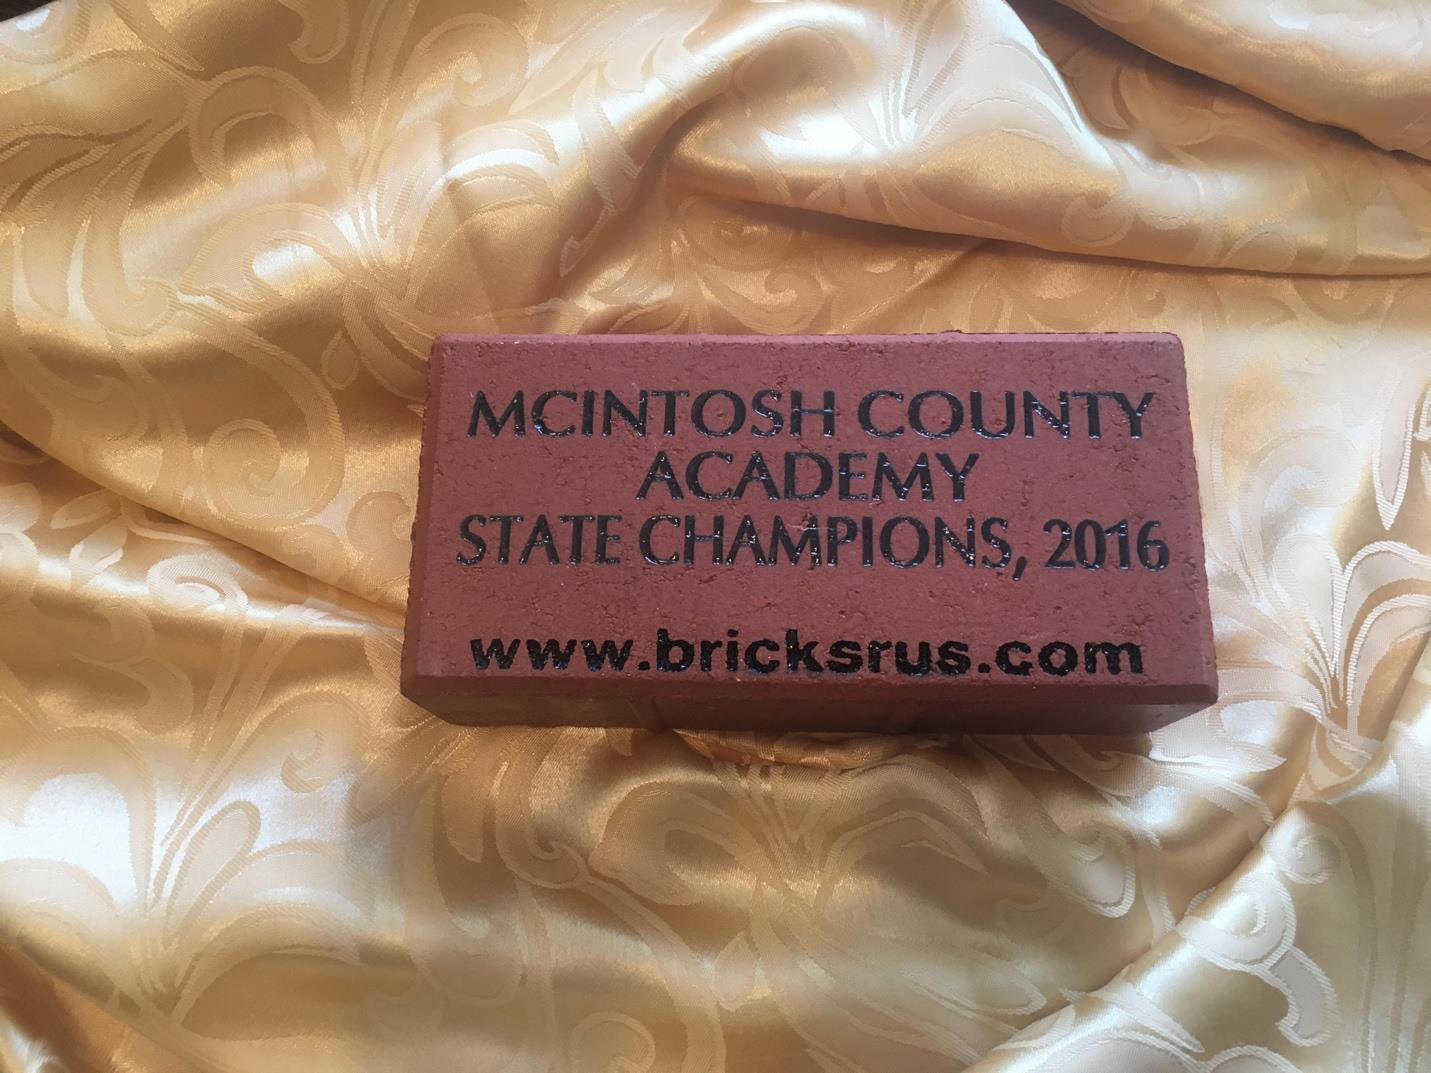 MCINTOSH COUNTY
ACADEMY
STATE CHAMPIONS, 2016
www.bricksrus.com